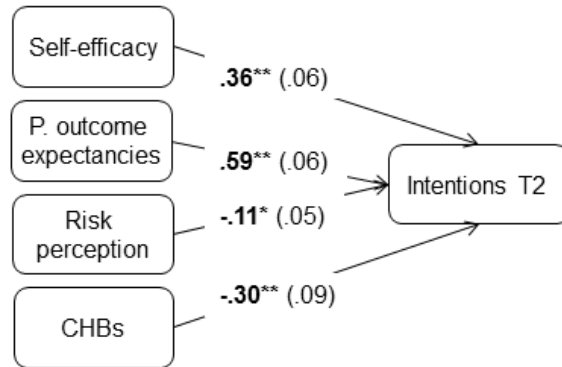 Self-efficacy
.36** (.06)
P. outcome
expectancies
.59** (.06)
Intentions T2
Risk
perception
-.11* (.05)
-.30** (.09)
CHBs